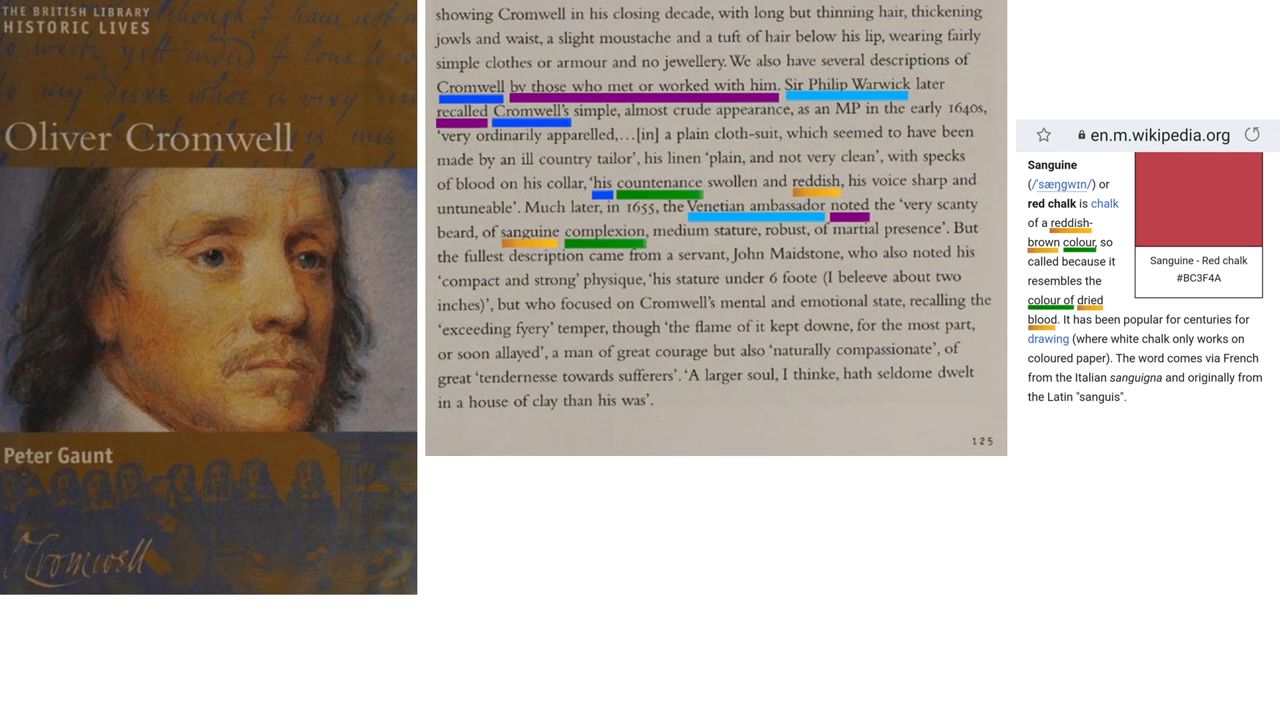 THE BRITISH LIBRARY
HISTORIC LIVES
Oliver Cromwell
Peter Gaunt
OCromwell
showing Cromwell in his closing decade, with long but thinning hair, thickening
jowls and waist, a slight moustache and a tuft of hair below his lip, wearing fairly
simple clothes or armour and no jewellery. We also have several descriptions of
Cromwell by those who met or worked with him. Sir Philip Warwick later
recalled Cromwell's simple, almost crude appearance, as an MP in the early 1640s,
'very ordinarily apparelled,…[in] a plain cloth-suit, which seemed to have been
made by an ill country tailor', his linen 'plain, and not very clean', with specks
of blood on his collar, 'his countenance swollen and reddish, his voice sharp and
untuneable'. Much later, in 1655, the Venetian ambassador noted the 'very scanty
beard, of sanguine complexion, medium stature, robust, of martial presence'. But
the fullest description came from a servant, John Maidstone, who also noted his
'compact and strong' physique, 'his stature under 6 foote (I beleeve about two
inches)', but who focused on Cromwell's mental and emotional state, recalling the
'exceeding fyery' temper, though 'the flame of it kept downe, for the most part,
or soon allayed', a man of great courage but also 'naturally compassionate', of
great 'tendernesse towards sufferers'. 'A larger soul, I thinke, hath seldome dwelt
in a house of clay than his was'.
125
en.m.wikipedia.org
Sanguine
(/ˈsæŋɡwɪn/) or
red chalk is chalk
of a reddish-
brown colour, so
called because it
resembles the
colour of dried
blood. It has been popular for centuries for
drawing (where white chalk only works on
coloured paper). The word comes via French
from the Italian sanguigna and originally from
the Latin "sanguis".
Sanguine - Red chalk
#BC3F4A